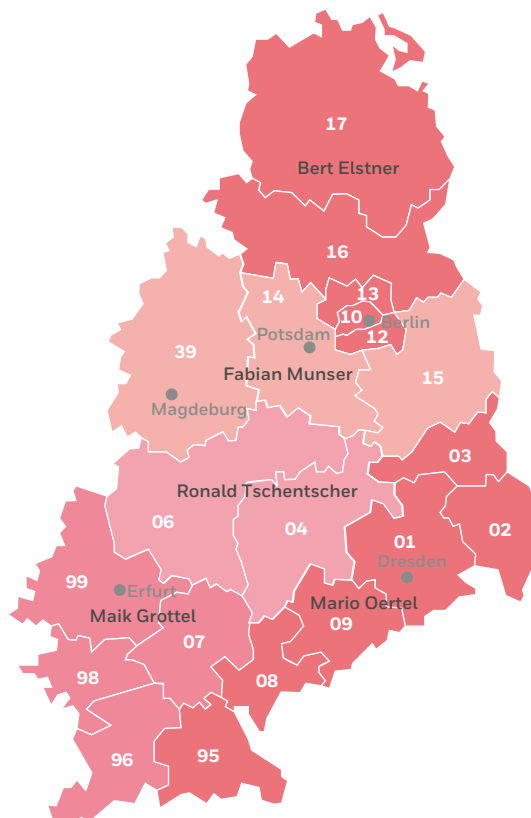 17
Bert Elstner
16
13
14
10
Berlin
Potsdam
12
39
Fabian Munser
15
Magdeburg
03
Ronald Tschentscher
06
04
02
01
Dresden
99
Erfurt
Mario Oertel
Maik Grottel
09
07
98
08
95
96